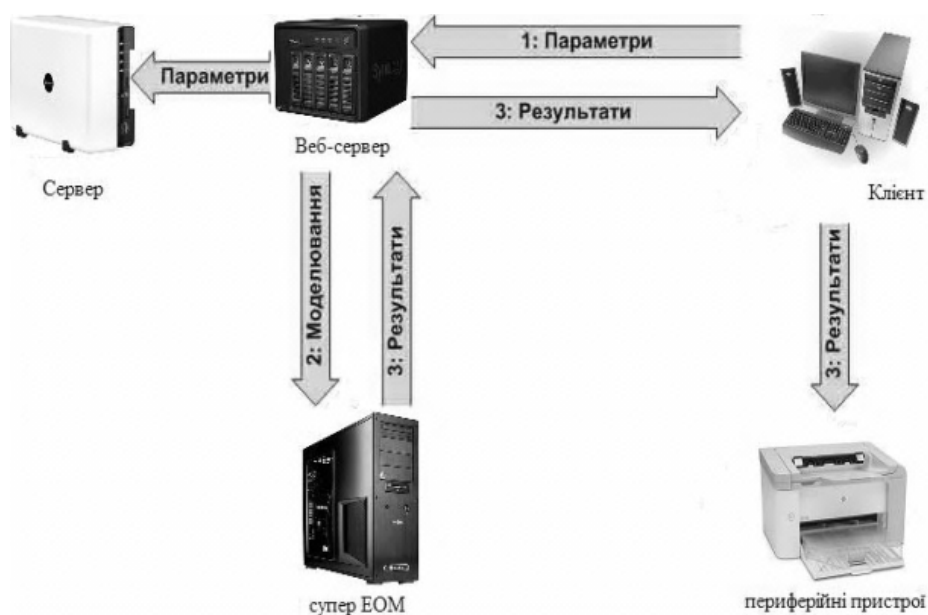 1: Параметри
Параметри
3: Результати
Веб-сервер
Сервер
Клієнт
2: Моделювання
3: Результати
3: Результати
супер ЕОМ
периферійні пристрої